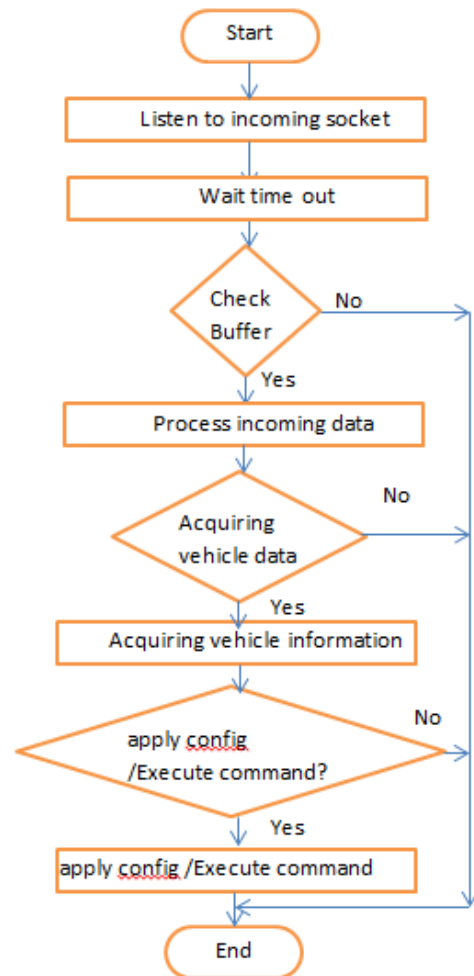 Start
Listen to incoming socket
Wait time out
Check
Buffer
No
Yes
Process incoming data
No
Acquiring
vehicle data
Yes
Acquiring vehicle information
No
apply config
/Execute command?
Yes
apply config /Execute command
End